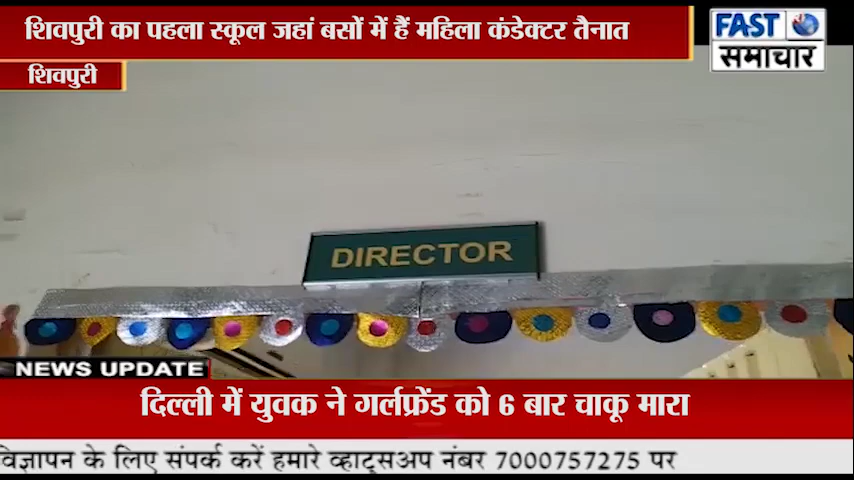 शिवपुरी का पहला स्कूल जहां बसों में हैं महिला कंडेक्टर तैनात
FAST
समाचार
शिवपुरी
DIRECTOR
NEWS UPDATE
दिल्ली में युवक ने गर्लफ्रेंड को 6 बार चाकू मारा
विज्ञापन के लिए संपर्क करें हमारे व्हाट्सअप नंबर 7000757275 पर